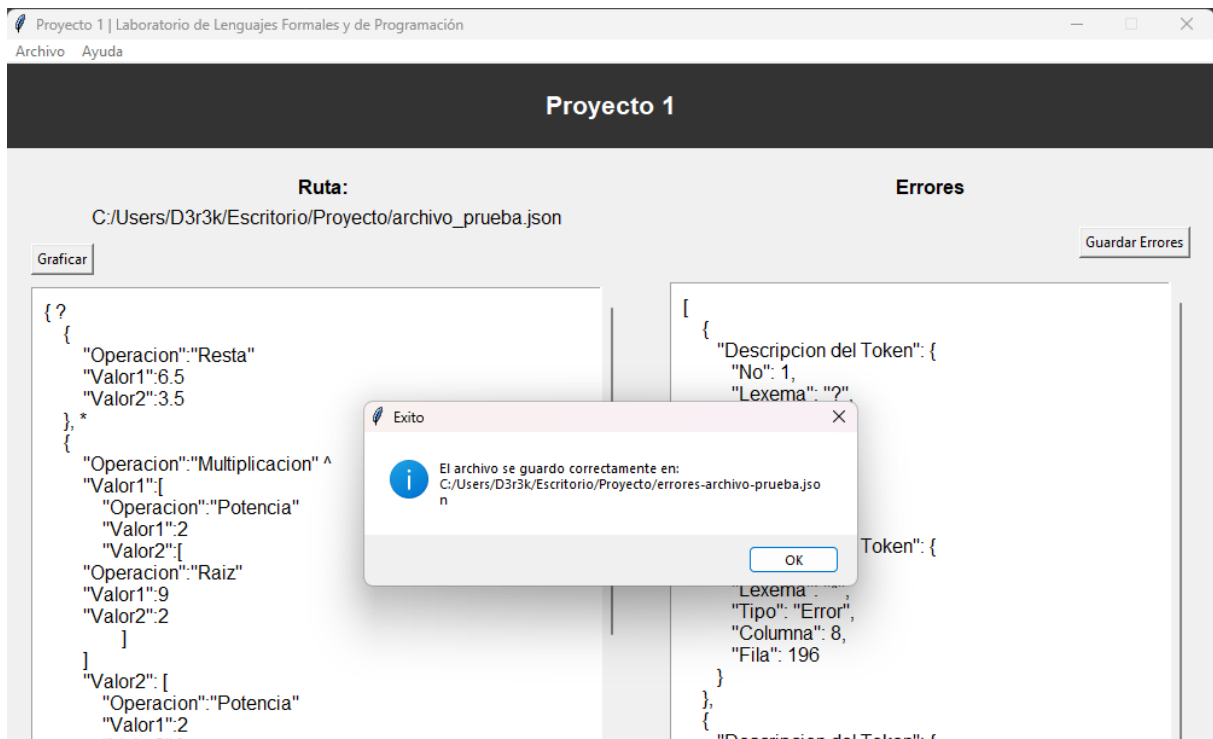 Proyecto 1 | Laboratorio de Lenguajes Formales y de Programación
Archivo Ayuda
Proyecto 1
Ruta:
C:/Users/D3r3k/Escritorio/Proyecto/archivo_prueba.json
Graficar
{ ?
{
"Operacion":"Resta"
"Valor1":6.5
"Valor2":3.5
}, *
{
"Operacion":"Multiplicacion" ^
"Valor1":[
"Operacion":"Potencia"
"Valor1":2
"Valor2":[
"Operacion":"Raiz"
"Valor1":9
"Valor2":2
]
]
"Valor2": [
"Operacion":"Potencia"
"Valor1":2
Errores
Guardar Errores
[
{
"Descripcion del Token": {
"No": 1,
"Lexema": "?",
Token": {
"Lexema":
"Tipo": "Error",
"Columna": 8,
"Fila": 196
}
},
{
"Descripcion del Token": {
Exito
El archivo se guardo correctamente en:
C:/Users/D3r3k/Escritorio/Proyecto/errores-archivo-prueba.jso
n
OK